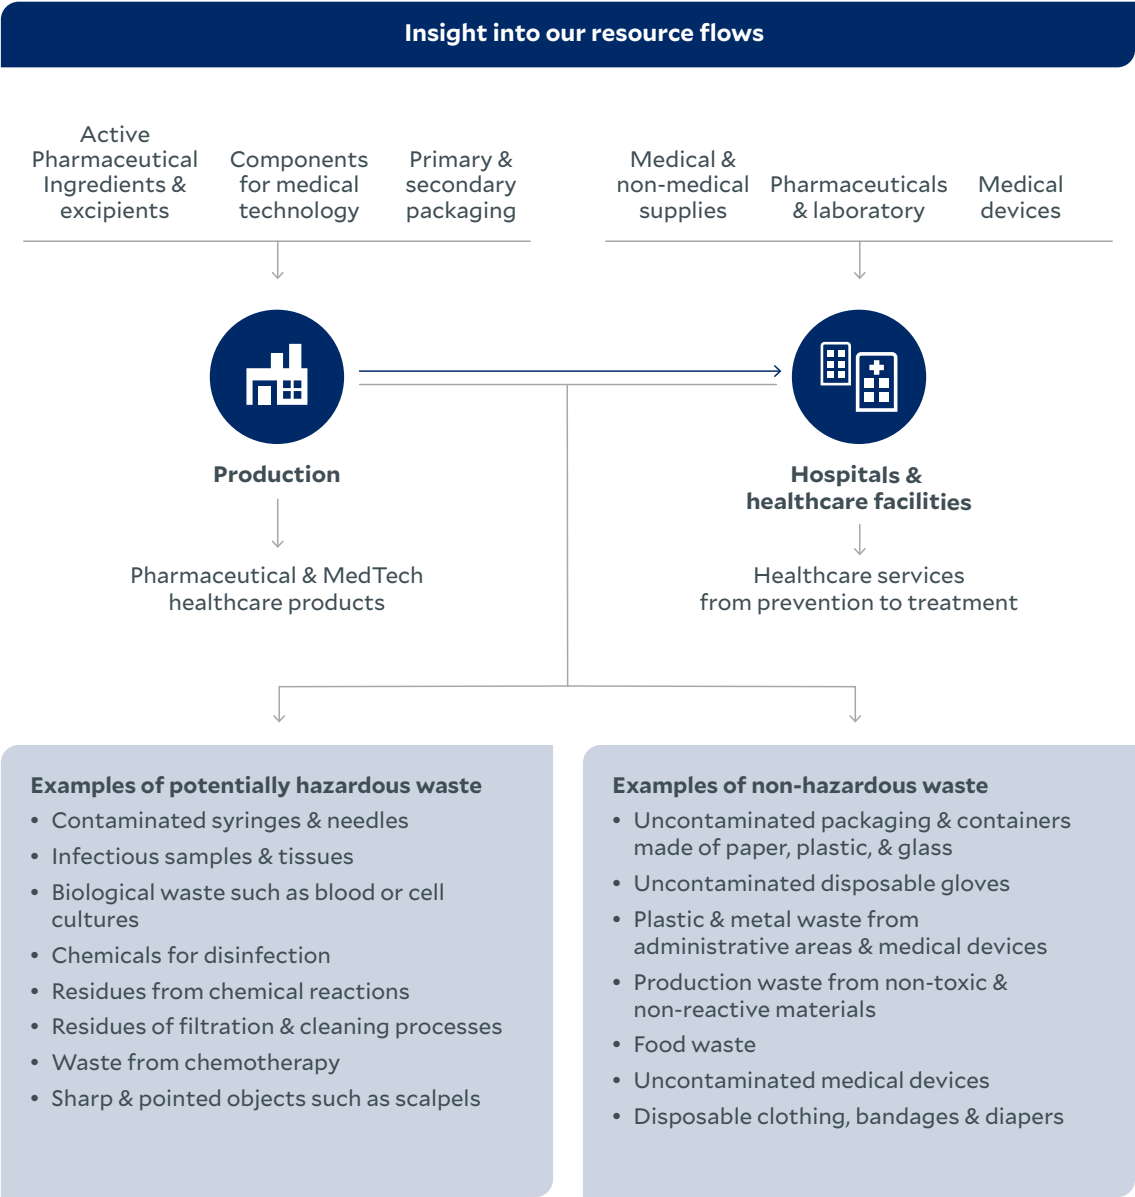 Insight into our resource flows
Active
Pharmaceutical
Ingredients &
excipients
Components
for medical
technology
Primary &
secondary
packaging
Medical &
non-medical
supplies
Pharmaceuticals
& laboratory
Medical
devices
Production
Hospitals &
healthcare facilities
Pharmaceutical & MedTech
healthcare products
Healthcare services
from prevention to treatment
Examples of potentially hazardous waste
• Contaminated syringes & needles
• Infectious samples & tissues
• Biological waste such as blood or cell
cultures
• Chemicals for disinfection
• Residues from chemical reactions
• Residues of filtration & cleaning processes
• Waste from chemotherapy
• Sharp & pointed objects such as scalpels
Examples of non-hazardous waste
• Uncontaminated packaging & containers
made of paper, plastic, & glass
• Uncontaminated disposable gloves
• Plastic & metal waste from
administrative areas & medical devices
• Production waste from non-toxic &
non-reactive materials
• Food waste
• Uncontaminated medical devices
• Disposable clothing, bandages & diapers